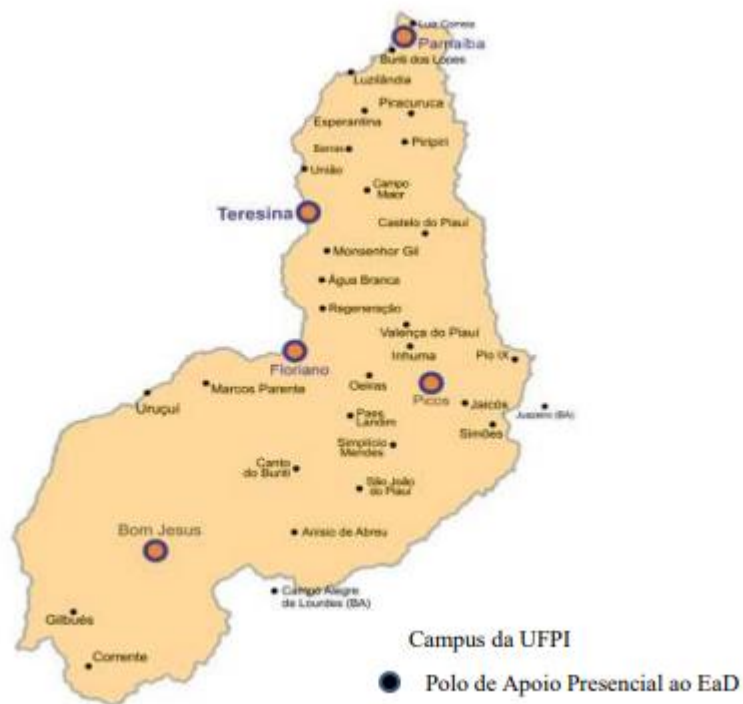 Luis Correia
Parnaíba
Buriti dos Lopes
Luzilândia
Piracuruca
Esperantina
Barras
Piripiri
União
Campo
Maior
Teresina
Castelo do Piauí
Monsenhor Gil
Água Branca
Regeneração
Valença do Piauí
Inhuma
Pio IX
Floriano
Oeiras
Picos
Marcos Parente
Uruçuí
Jaicós
Juazeiro (BA)
Paes
Landim
Simões
Simplício
Mendes
Canto
do Buriti
São João
do Piauí
Bom Jesus
Anisio de Abreu
Campo Alegre
de Lourdes (BA)
Gilbués
Corrente
Campus da UFPI
Polo de Apoio Presencial ao EaD